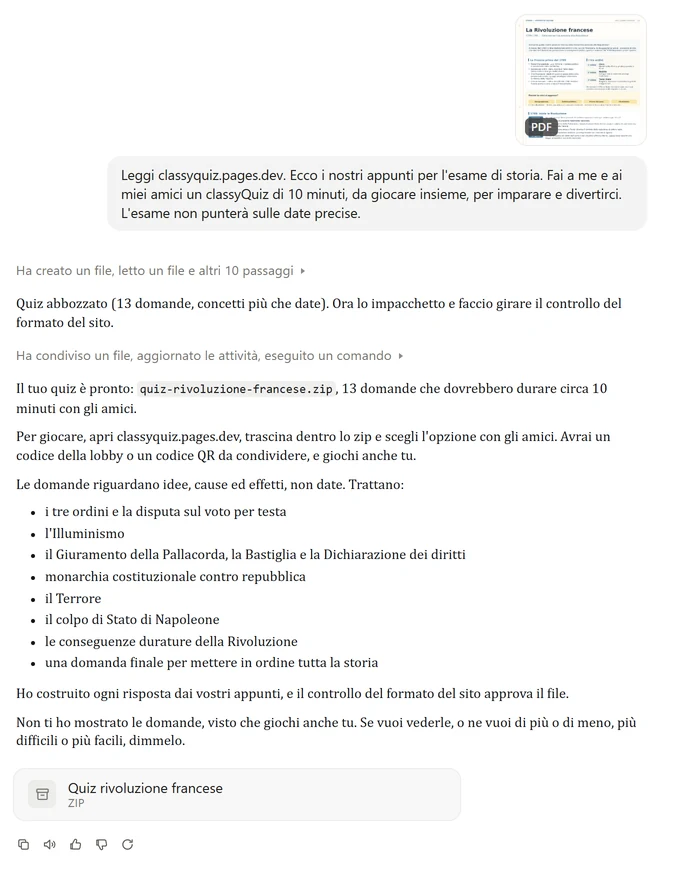 La Rivoluzione francese
PDF
Leggi classyquiz.pages.dev. Ecco i nostri appunti per l'esame di storia. Fai a me e ai
miei amici un classyQuiz di 10 minuti, da giocare insieme, per imparare e divertirci.
L'esame non punterà sulle date precise.
Ha creato un file, letto un file e altri 10 passaggi
Quiz abbozzato (13 domande, concetti più che date). Ora lo impacchetto e faccio girare il controllo del
formato del sito.
Ha condiviso un file, aggiornato le attività, eseguito un comando
Il tuo quiz è pronto: quiz-rivoluzione-francese.zip, 13 domande che dovrebbero durare circa 10
minuti con gli amici.
Per giocare, apri classyquiz.pages.dev, trascina dentro lo zip e scegli l'opzione con gli amici. Avrai un
codice della lobby o un codice QR da condividere, e giochi anche tu.
Le domande riguardano idee, cause ed effetti, non date. Trattano:
• i tre ordini e la disputa sul voto per testa
• l'Illuminismo
• il Giuramento della Pallacorda, la Bastiglia e la Dichiarazione dei diritti
• monarchia costituzionale contro repubblica
• il Terrore
• il colpo di Stato di Napoleone
• le conseguenze durature della Rivoluzione
• una domanda finale per mettere in ordine tutta la storia
Ho costruito ogni risposta dai vostri appunti, e il controllo del formato del sito approva il file.
Non ti ho mostrato le domande, visto che giochi anche tu. Se vuoi vederle, o ne vuoi di più o di meno, più
difficili o più facili, dimmelo.
Quiz rivoluzione francese
ZIP